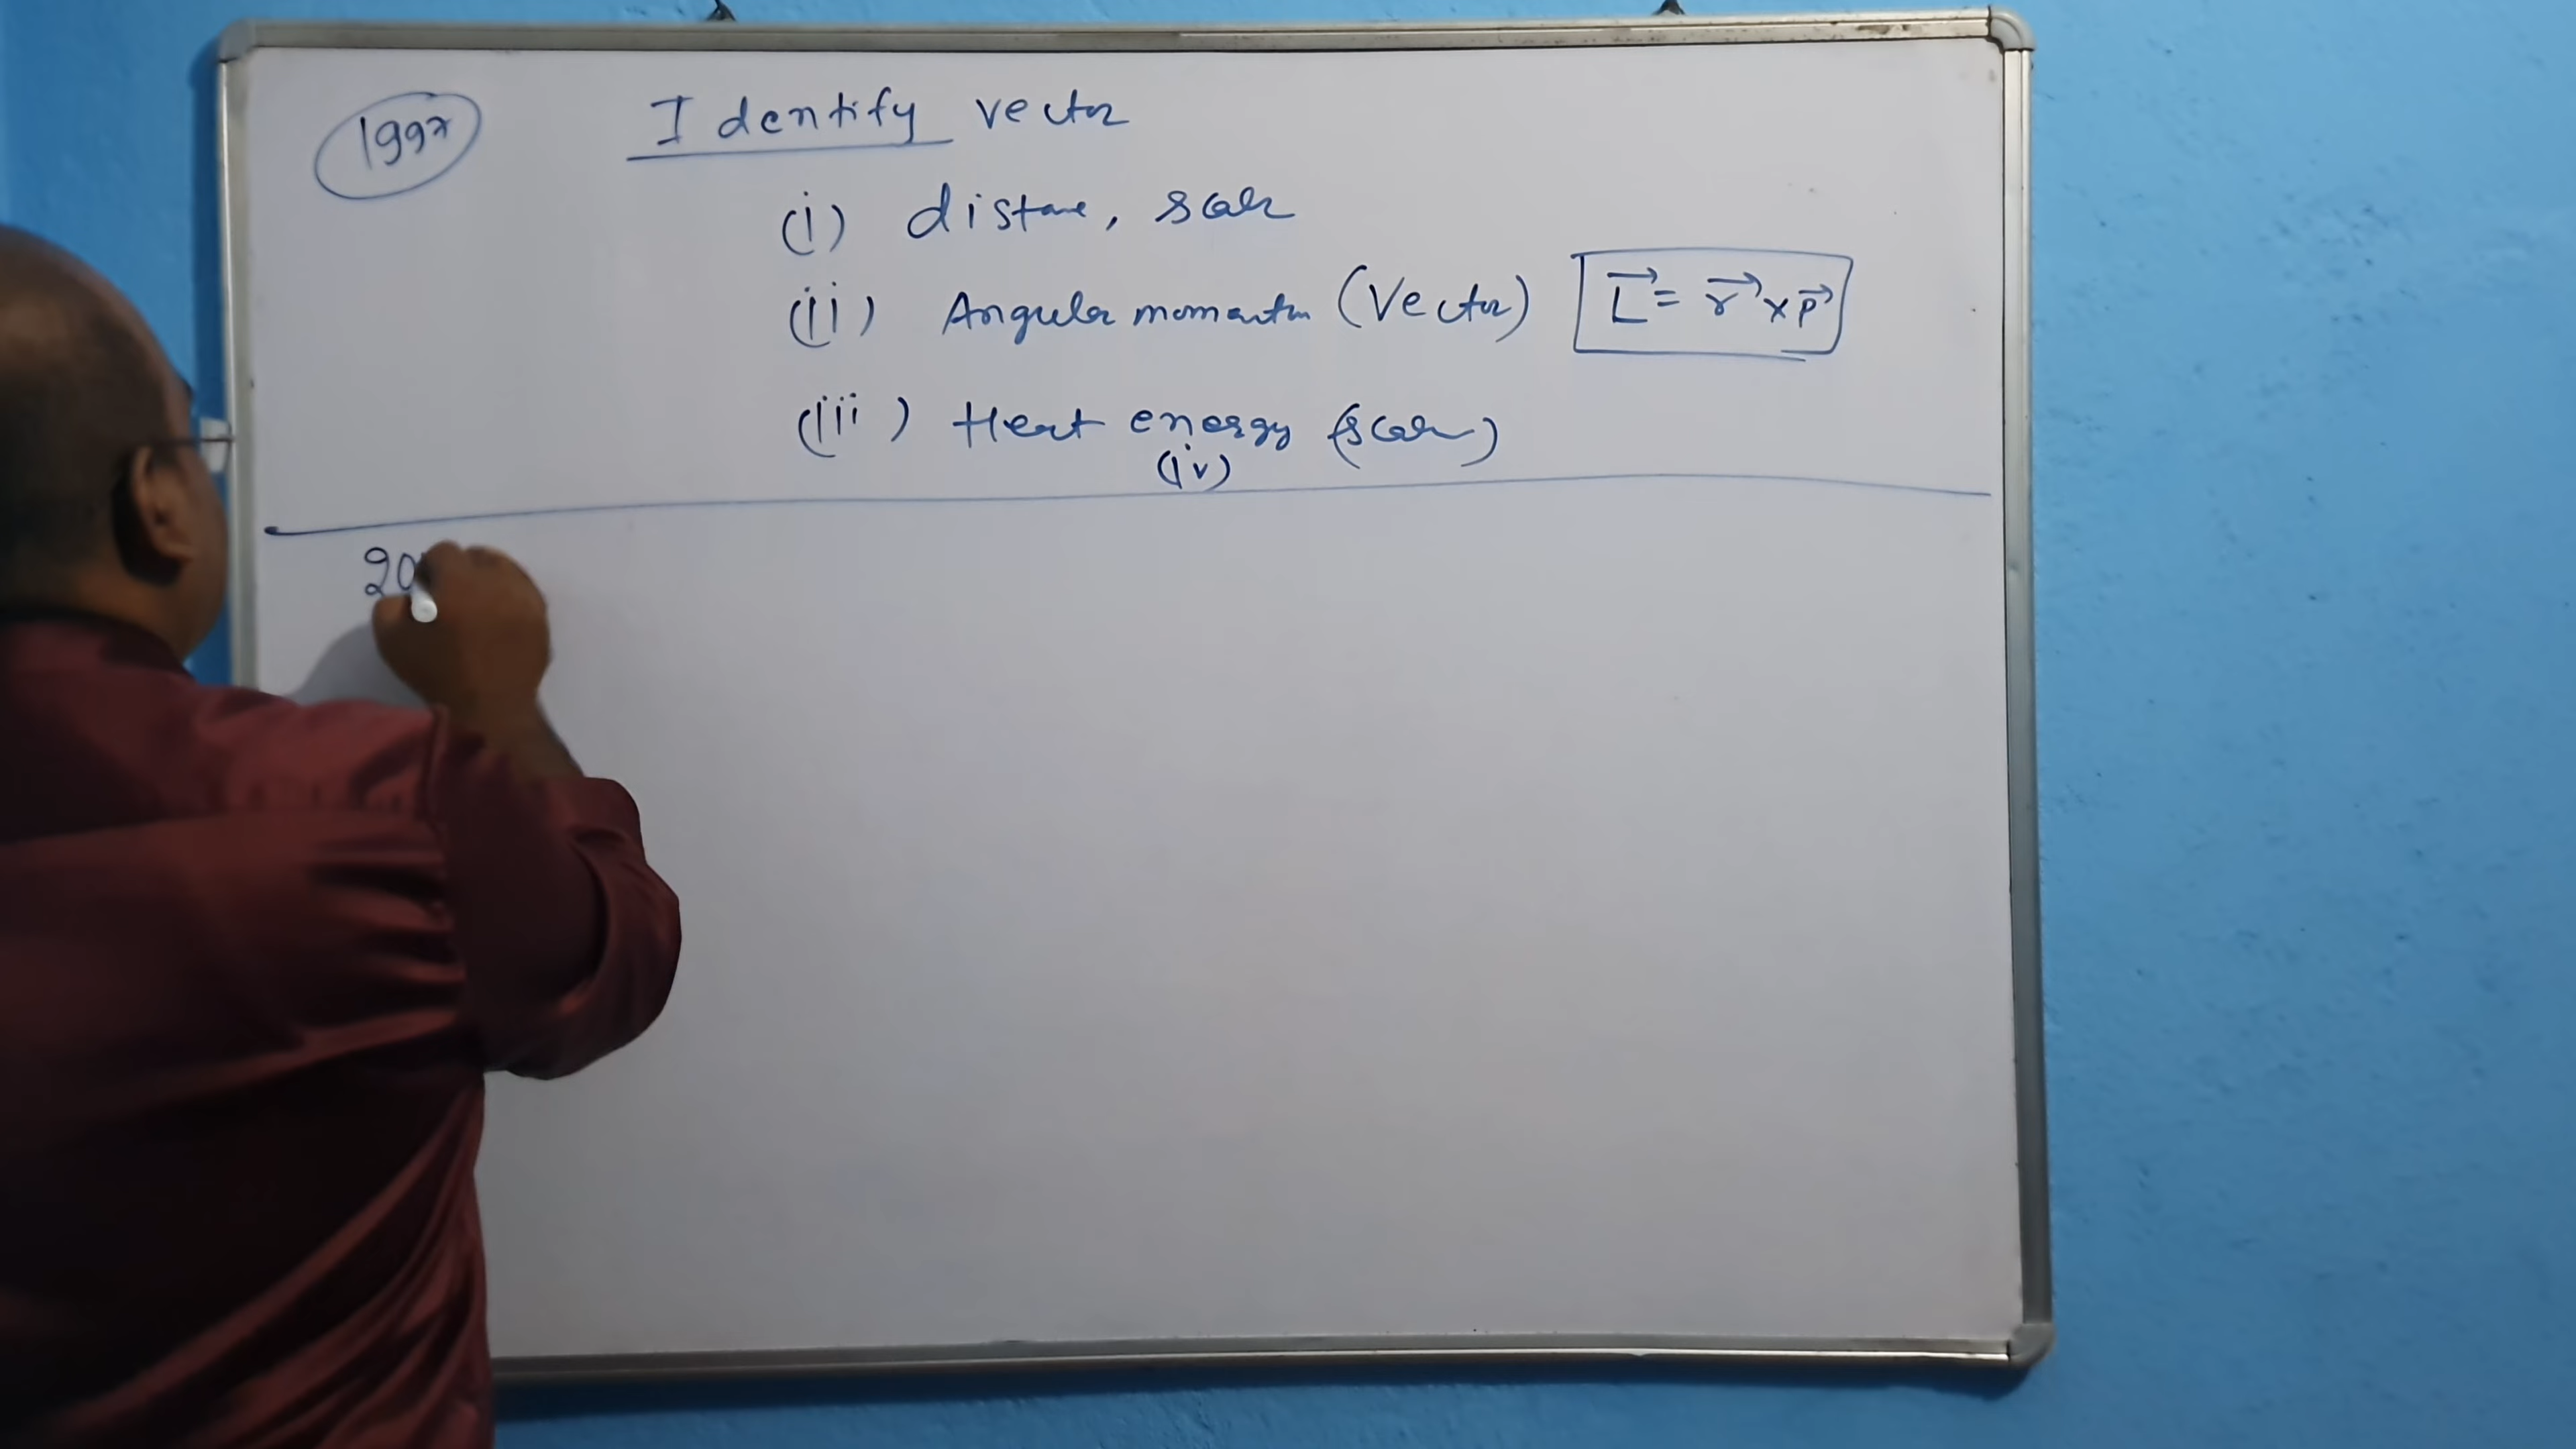 1997
Identify vector
(i) distance, scalar
(ii) Angular momentum (Vector) L⃗ = r⃗ × p⃗
(iii) Heat energy (scalar)
(iv)
20